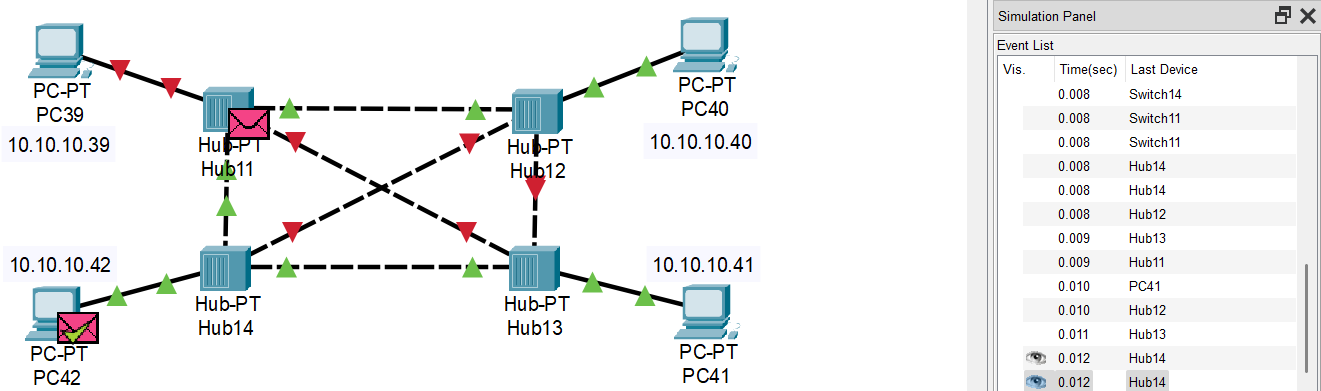 PC-PT
PC39
10.10.10.39
Hub-PT
Hub11
Hub-PT
Hub12
PC-PT
PC40
10.10.10.40
10.10.10.42
PC-PT
PC42
Hub-PT
Hub14
Hub-PT
Hub13
10.10.10.41
PC-PT
PC41
Simulation Panel
Event List
Vis. Time(sec) Last Device
0.008 Switch14
0.008 Switch11
0.008 Switch11
0.008 Hub14
0.008 Hub14
0.008 Hub12
0.009 Hub13
0.009 Hub11
0.010 PC41
0.010 Hub12
0.011 Hub13
0.012 Hub14
0.012 Hub14